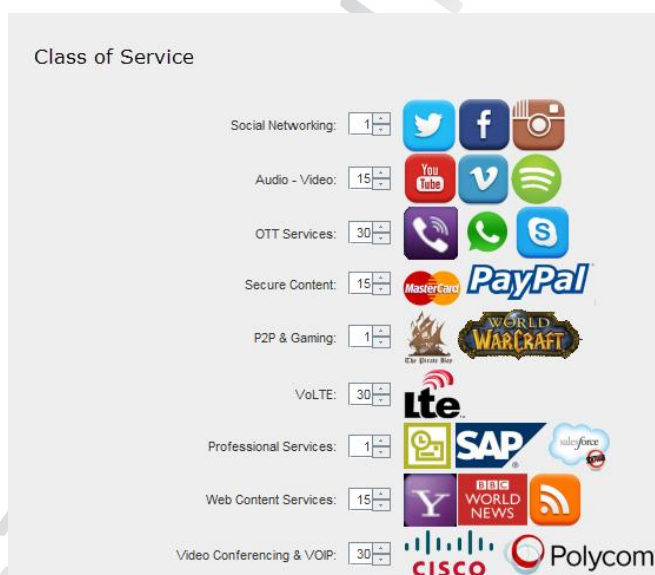 Class of Service
Social Networking: 1
Audio - Video: 15 You Tube
OTT Services: 30
Secure Content: 15 MasterCard PayPal
P2P & Gaming: 1 The Pirate Bay WORLD WARCRAFT
VoLTE: 30 Lte
Professional Services: 1 SAP salesforce
Web Content Services: 15 Y BBC WORLD NEWS
Video Conferencing & VOIP: 30 CISCO Polycom